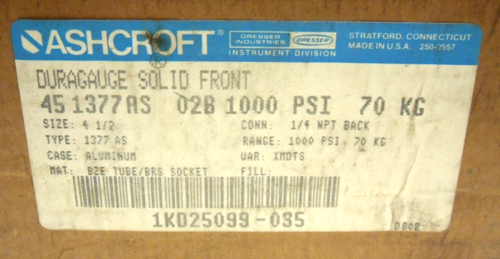 ASHCROFT®
DRESSER INDUSTRIES DRESSER
INSTRUMENT DIVISION
STRATFORD, CONNECTICUT
MADE IN U.S.A. 250-2557
DURAGAUGE SOLID FRONT
45 1377AS 02B 1000 PSI 70 KG
SIZE: 4 1/2 CONN: 1/4 NPT BACK
TYPE: 1377 AS RANGE: 1000 PSI 70 KG
CASE: ALUMINUM VAR: XMDTS
MAT: BZE TUBE/BRS SOCKET FILL:
1KD25099-035
D808